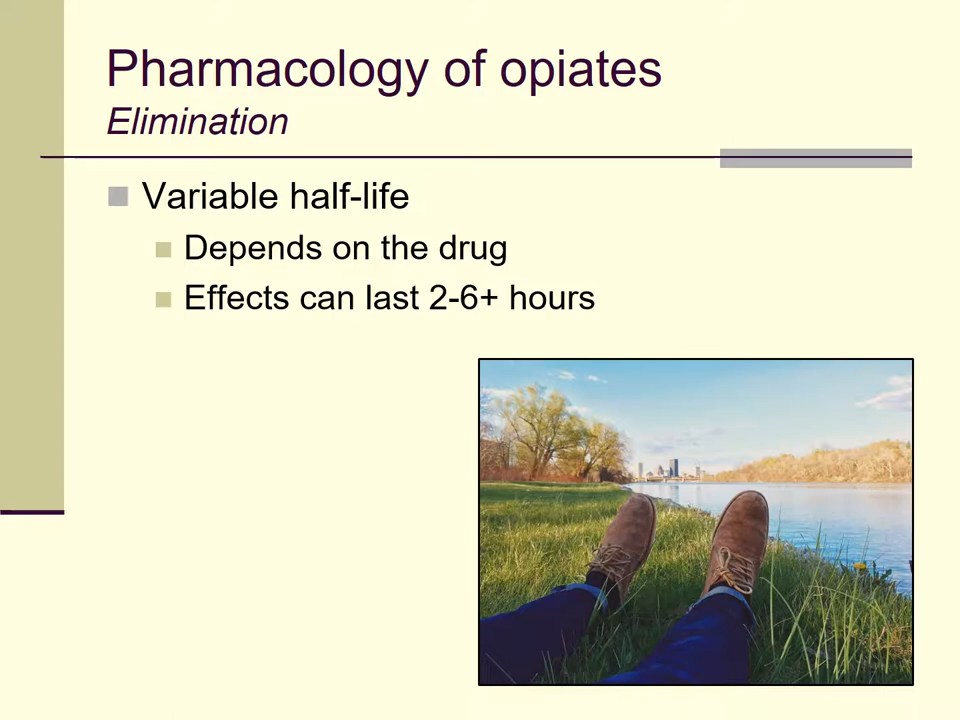 Pharmacology of opiates
Elimination
Variable half-life
Depends on the drug
Effects can last 2-6+ hours